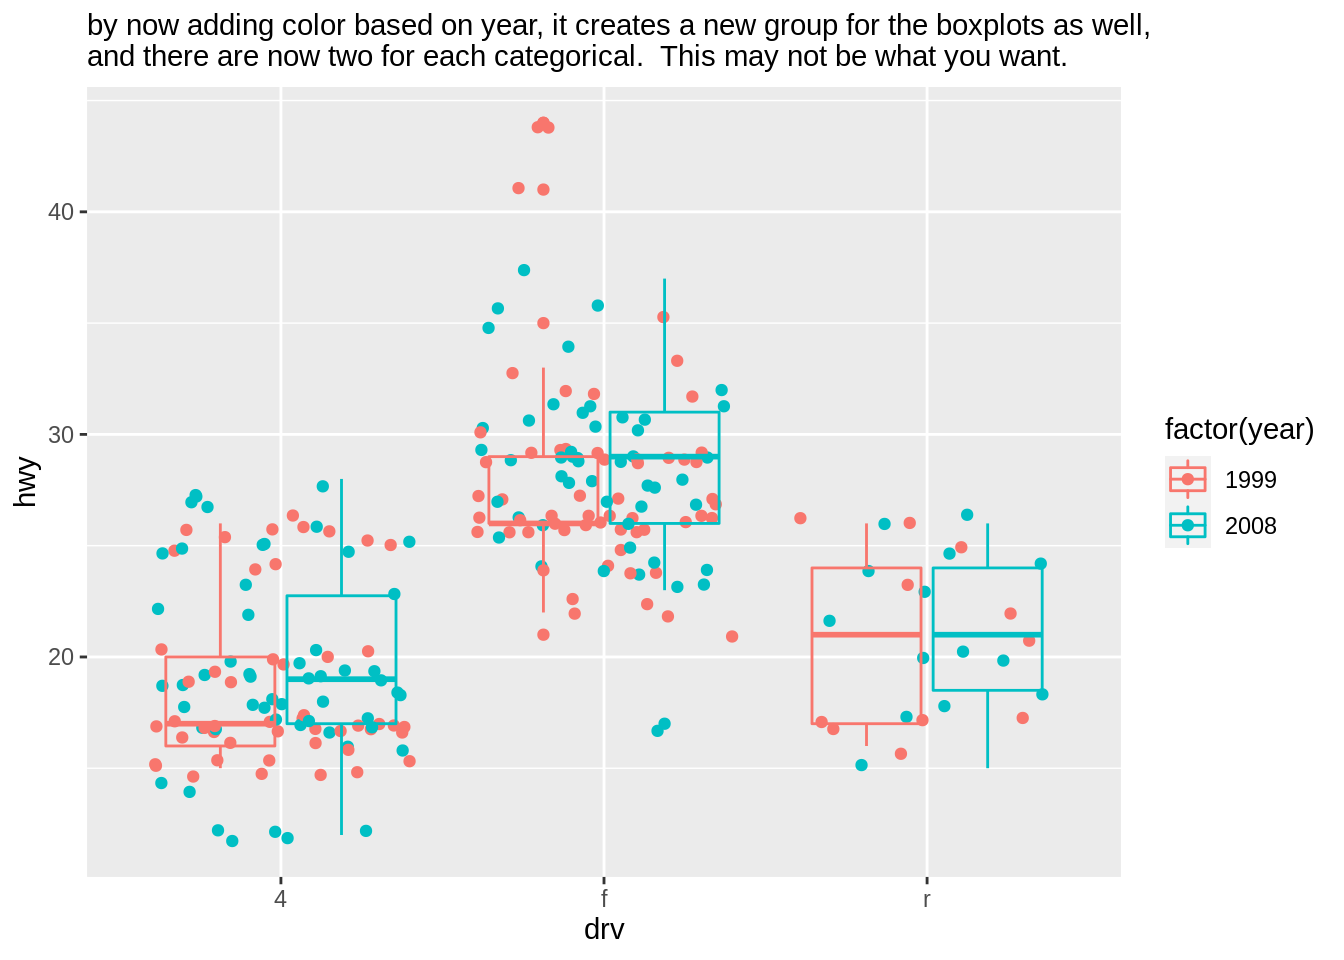 by now adding color based on year, it creates a new group for the boxplots as well,
and there are now two for each categorical.  This may not be what you want.
40
30
20
hwy
4 f r
drv
factor(year)
1999
2008